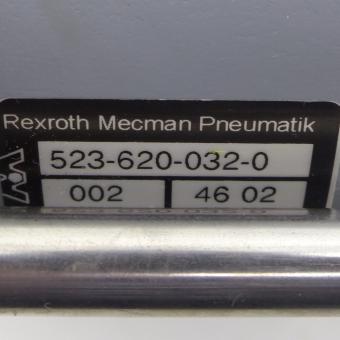 Rexroth Mecman Pneumatik
523-620-032-0
002 46 02